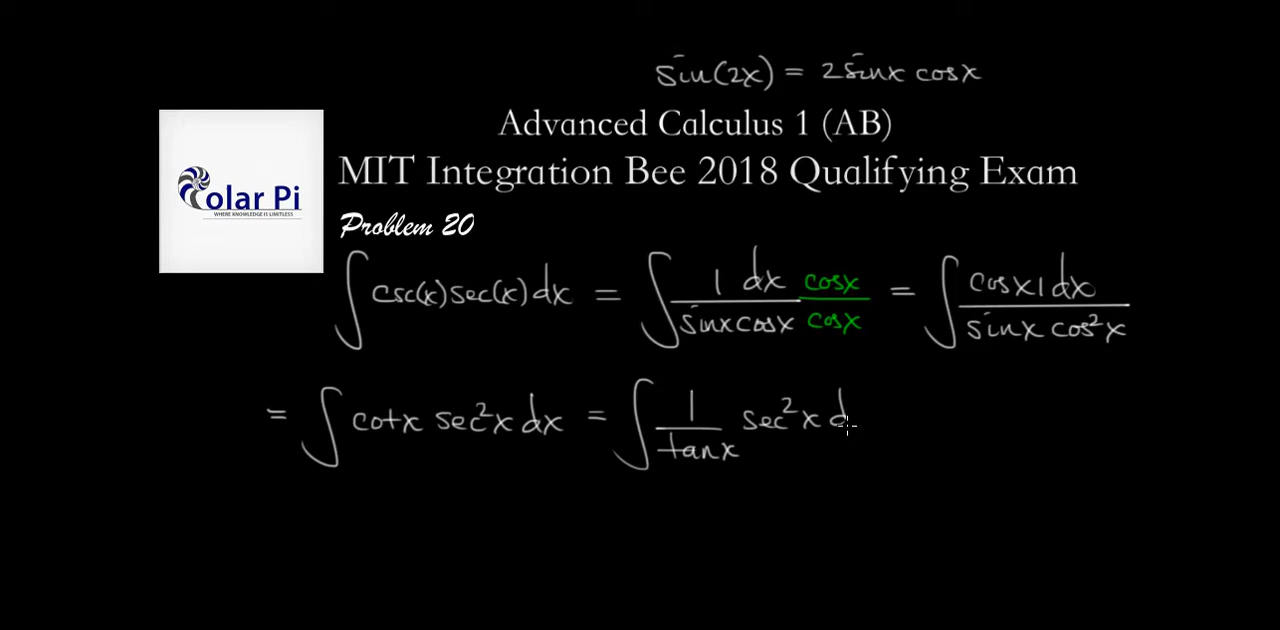 sin(2x) = 2sinx cosx
Advanced Calculus 1 (AB)
MIT Integration Bee 2018 Qualifying Exam
olar Pi
WHERE KNOWLEDGE IS LIMITLESS
Problem 20
∫ csc(x) sec(x) dx = ∫ 1 dx / sinx cosx cosx / cosx = ∫ cosx 1 dx / sinx cos²x
= ∫ cotx sec²x dx = ∫ 1 / tanx sec²x d